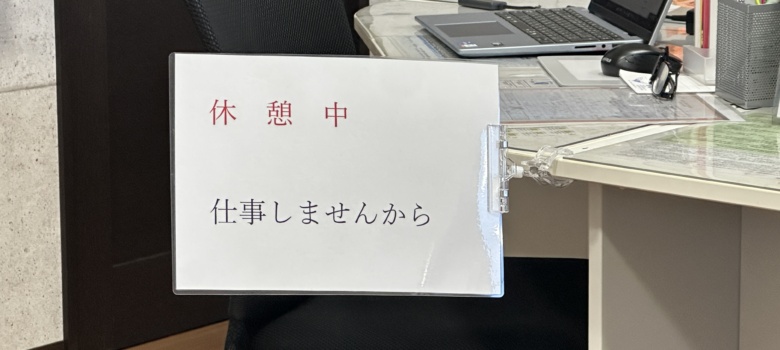 休 憩 中
仕事しませんから